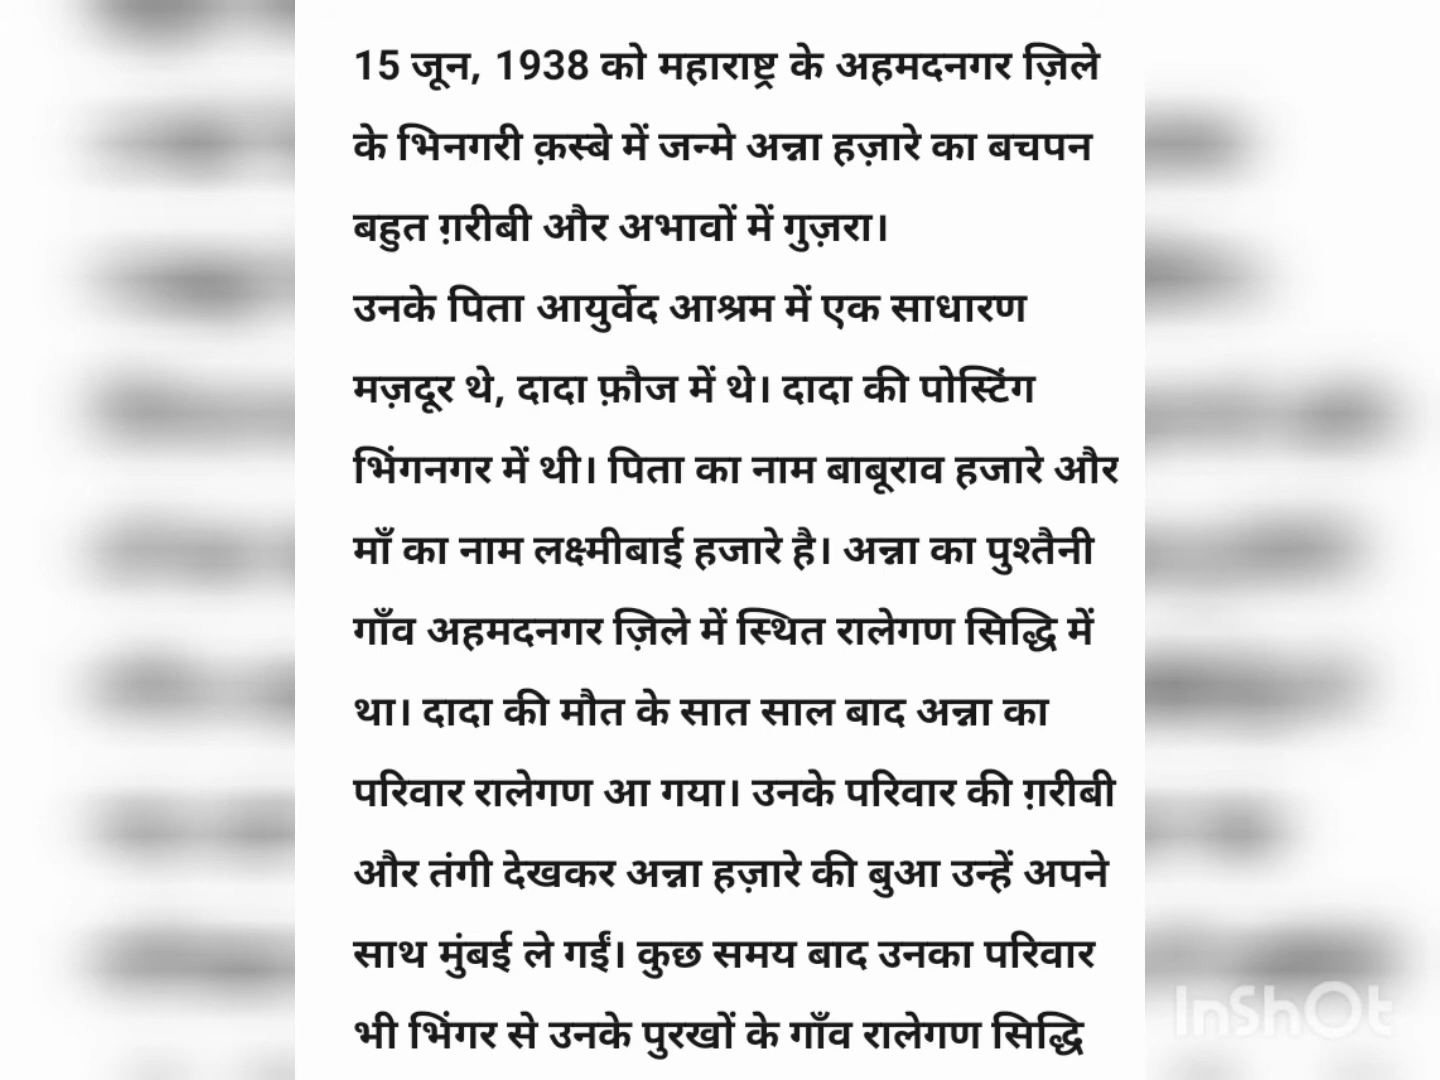 15 जून, 1938 को महाराष्ट्र के अहमदनगर ज़िले
के भिनगरी क़स्बे में जन्मे अन्ना हज़ारे का बचपन
बहुत ग़रीबी और अभावों में गुज़रा।
उनके पिता आयुर्वेद आश्रम में एक साधारण
मज़दूर थे, दादा फ़ौज में थे। दादा की पोस्टिंग
भिंगनगर में थी। पिता का नाम बाबूराव हजारे और
माँ का नाम लक्ष्मीबाई हजारे है। अन्ना का पुश्तैनी
गाँव अहमदनगर ज़िले में स्थित रालेगण सिद्धि में
था। दादा की मौत के सात साल बाद अन्ना का
परिवार रालेगण आ गया। उनके परिवार की ग़रीबी
और तंगी देखकर अन्ना हज़ारे की बुआ उन्हें अपने
साथ मुंबई ले गईं। कुछ समय बाद उनका परिवार
भी भिंगर से उनके पुरखों के गाँव रालेगण सिद्धि
InShOt